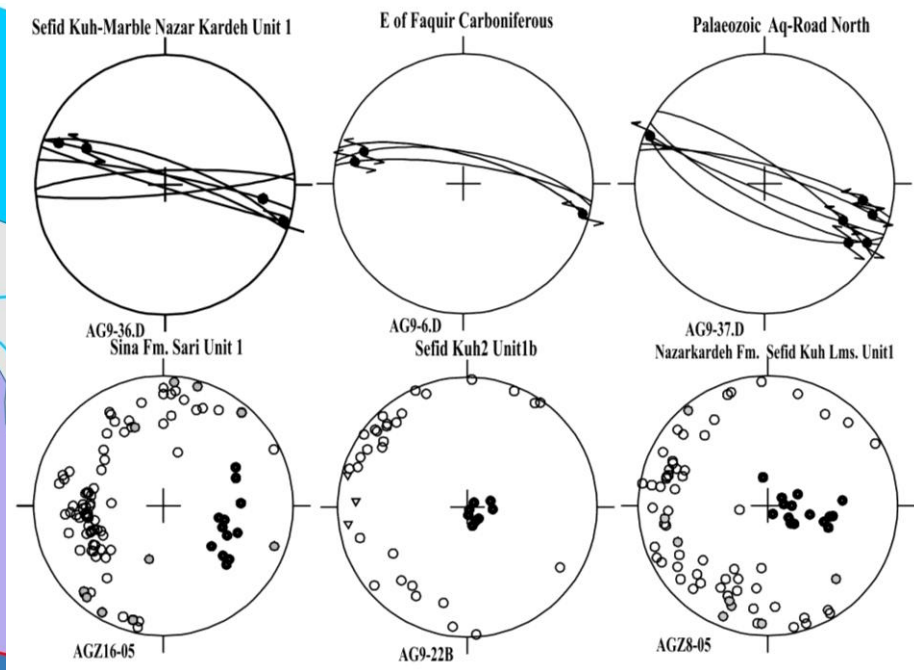 Sefid Kuh-Marble Nazar Kardeh Unit 1
E of Faquir Carboniferous
Palaeozoic Aq-Road North
AG9-36.D
AG9-6.D
AG9-37.D
Sina Fm. Sari Unit 1
Sefid Kuh2 Unit1b
Nazarkardeh Fm. Sefid Kuh Lms. Unit1
AGZ16-05
AG9-22B
AGZ8-05